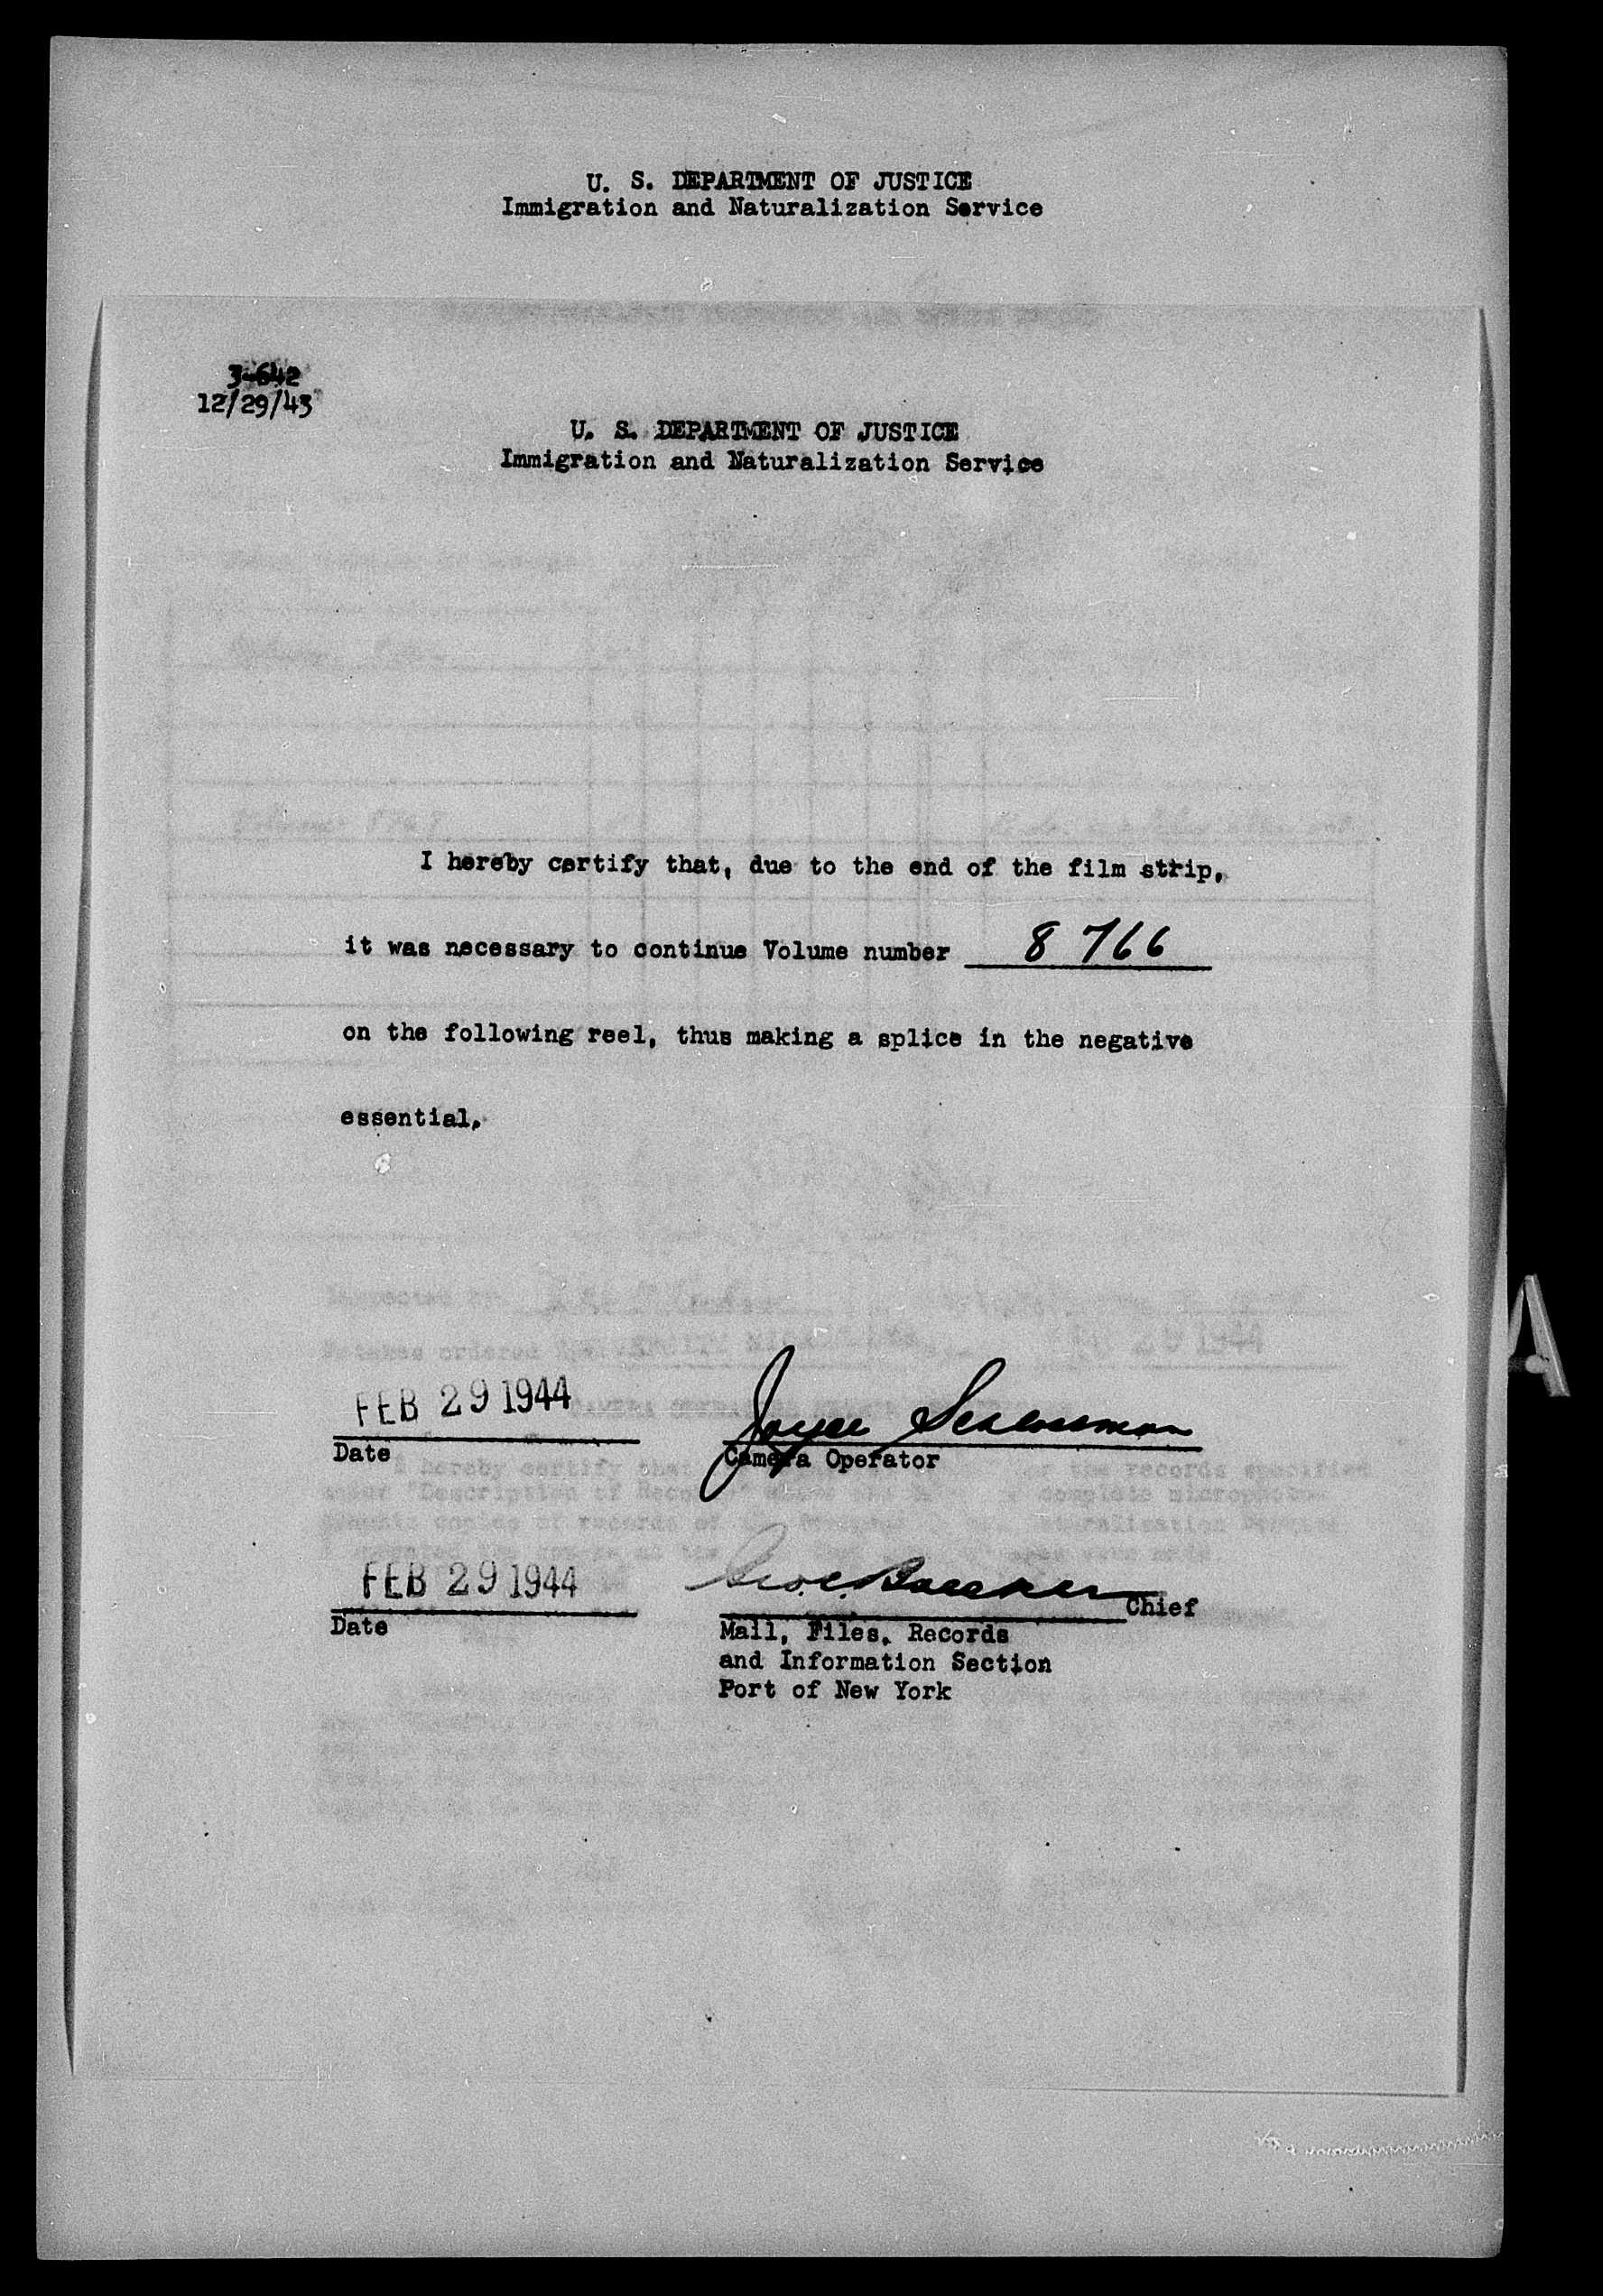 U. S. DEPARTMENT OF JUSTICE
Immigration and Naturalization Service
3-642
12/29/43
U. S. DEPARTMENT OF JUSTICE
Immigration and Naturalization Service
I hereby certify that, due to the end of the film strip,
it was necessary to continue Volume number 8766
on the following reel, thus making a splice in the negative
essential.
FEB 29 1944
Date
Joyce
Camera Operator
FEB 29 1944
Date
Chief
Mail, Files, Records
and Information Section
Port of New York